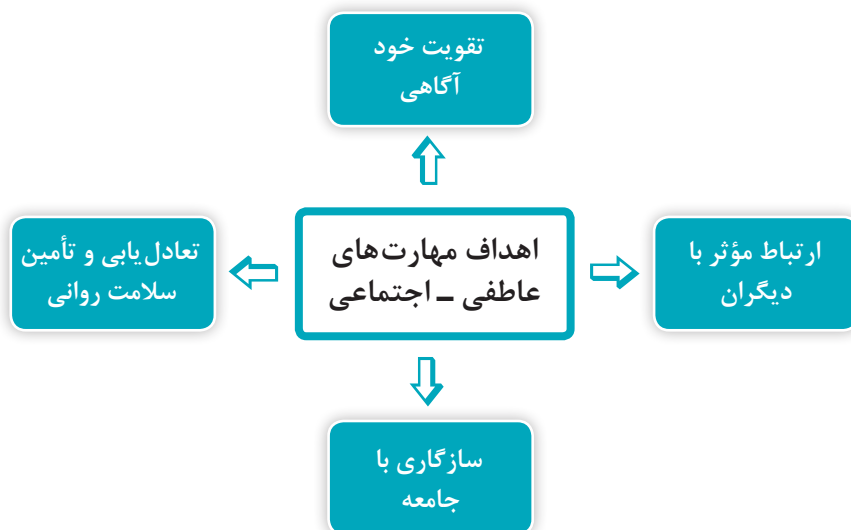 تقویت خود
آگاهی
اهداف مهارت‌های
عاطفی ــ اجتماعی
ارتباط مؤثر با
دیگران
تعادل‌یابی و تأمین
سلامت روانی
سازگاری با
جامعه